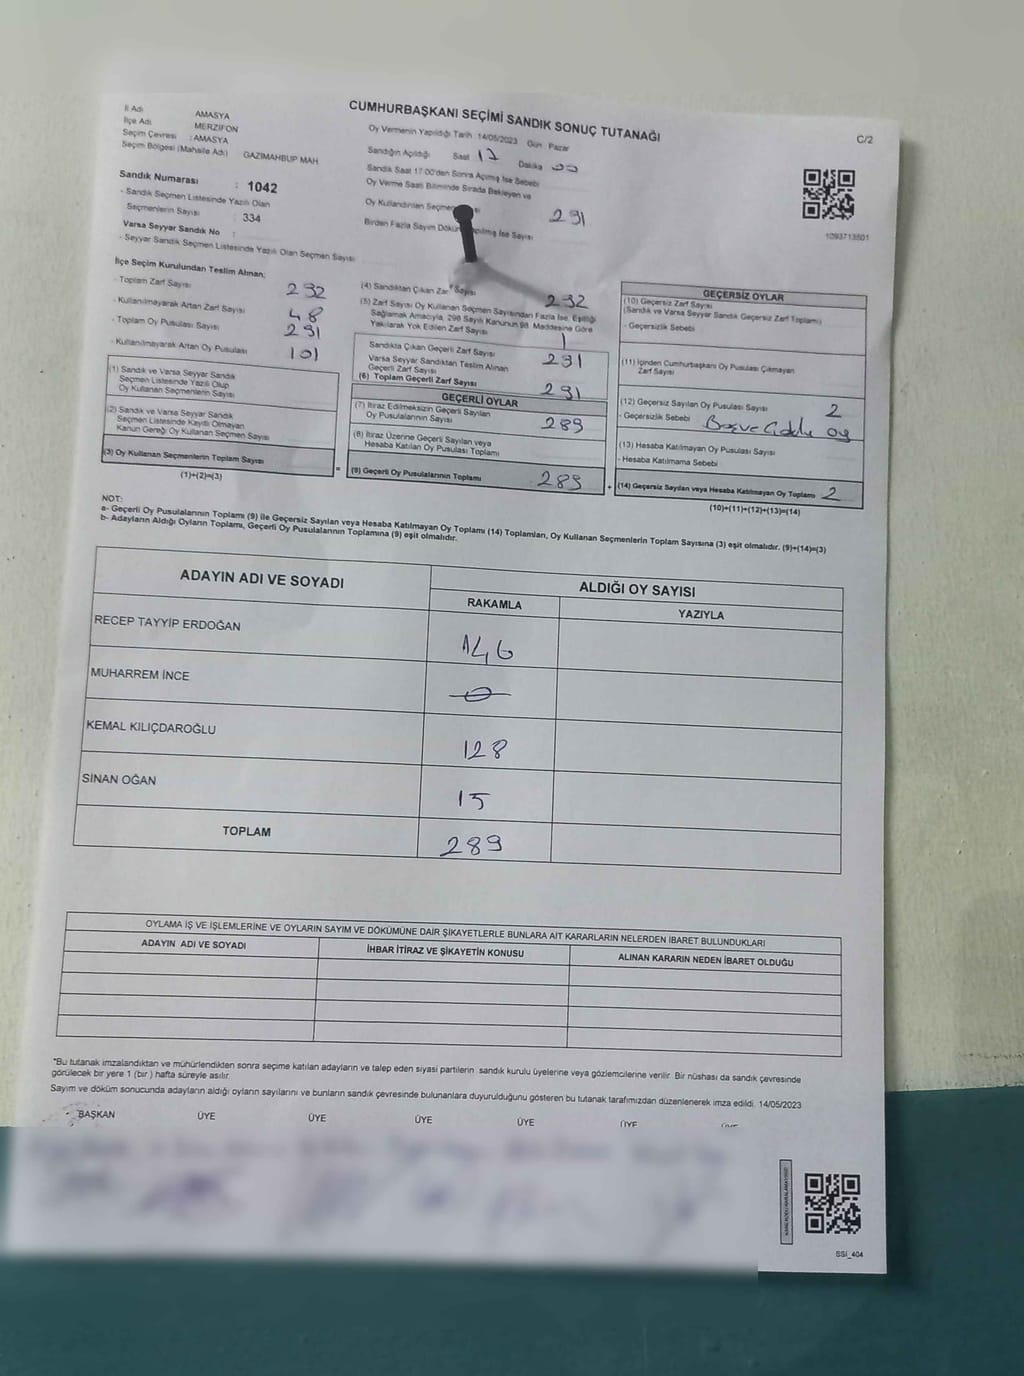 CUMHURBAŞKANI SEÇİMİ SANDIK SONUÇ TUTANAĞI
C/2
İl Adı AMASYA
İlçe Adı MERZİFON
Seçim Çevresi : AMASYA
Seçim Bölgesi (Mahalle Adı) GAZİMAHBUP MAH
Oy Vermenin Yapıldığı Tarih 14/05/2023 Gün Pazar
Sandığın Açıldığı Saat 17 Dakika 00
Sandık Saat 17.00'den Sonra Açılmış İse Sebebi
Oy Verme Saati Bitiminde Sırada Bekleyen ve
Oy Kullandırılan Seçmen 291
Birden Fazla Sayım Döküm Yapılmış İse Sayısı
1093713501
Sandık Numarası : 1042
- Sandık Seçmen Listesinde Yazılı Olan
Seçmenlerin Sayısı : 334
Varsa Seyyar Sandık No :
- Seyyar Sandık Seçmen Listesinde Yazılı Olan Seçmen Sayısı
İlçe Seçim Kurulundan Teslim Alınan;
- Toplam Zarf Sayısı 292
- Kullanılmayarak Artan Zarf Sayısı 48
- Toplam Oy Pusulası Sayısı 291
- Kullanılmayarak Artan Oy Pusulası 101
(1) Sandık ve Varsa Seyyar Sandık
Seçmen Listesinde Yazılı Olup
Oy Kullanan Seçmenlerin Sayısı
(2) Sandık ve Varsa Seyyar Sandık
Seçmen Listesinde Kayıtlı Olmayan
Kanun Gereği Oy Kullanan Seçmen Sayısı
(3) Oy Kullanan Seçmenlerin Toplam Sayısı
(1)+(2)=(3)
(4) Sandıktan Çıkan Zarf Sayısı 292
(5) Zarf Sayısı Oy Kullanan Seçmen Sayısından Fazla İse, Eşitliği
Sağlamak Amacıyla, 298 Sayılı Kanunun 98. Maddesine Göre
Yakılarak Yok Edilen Zarf Sayısı 1
Sandıkta Çıkan Geçerli Zarf Sayısı 291
Varsa Seyyar Sandıktan Teslim Alınan
Geçerli Zarf Sayısı
(6) Toplam Geçerli Zarf Sayısı 291
GEÇERLİ OYLAR
(7) İtiraz Edilmeksizin Geçerli Sayılan
Oy Pusulalarının Sayısı 289
(8) İtiraz Üzerine Geçerli Sayılan veya
Hesaba Katılan Oy Pusulası Toplamı
= (9) Geçerli Oy Pusulalarının Toplamı 289
GEÇERSİZ OYLAR
(10) Geçersiz Zarf Sayısı
(Sandık ve Varsa Seyyar Sandık Geçersiz Zarf Toplamı)
- Geçersizlik Sebebi
(11) İçinden Cumhurbaşkanı Oy Pusulası Çıkmayan
Zarf Sayısı
(12) Geçersiz Sayılan Oy Pusulası Sayısı 2
- Geçersizlik Sebebi Boş ve oy
(13) Hesaba Katılmayan Oy Pusulası Sayısı
- Hesaba Katılmama Sebebi
+ (14) Geçersiz Sayılan veya Hesaba Katılmayan Oy Toplamı 2
(10)+(11)+(12)+(13)=(14)
NOT:
a- Geçerli Oy Pusulalarının Toplamı (9) ile Geçersiz Sayılan veya Hesaba Katılmayan Oy Toplamı (14) Toplamları, Oy Kullanan Seçmenlerin Toplam Sayısına (3) eşit olmalıdır. (9)+(14)=(3)
b- Adayların Aldığı Oyların Toplamı, Geçerli Oy Pusulalarının Toplamına (9) eşit olmalıdır.
ADAYIN ADI VE SOYADI ALDIĞI OY SAYISI
RAKAMLA YAZIYLA
RECEP TAYYİP ERDOĞAN 146
MUHARREM İNCE 0
KEMAL KILIÇDAROĞLU 128
SİNAN OĞAN 15
TOPLAM 289
OYLAMA İŞ VE İŞLEMLERİNE VE OYLARIN SAYIM VE DÖKÜMÜNE DAİR ŞİKAYETLERLE BUNLARA AİT KARARLARIN NELERDEN İBARET BULUNDUKLARI
ADAYIN ADI VE SOYADI İHBAR İTİRAZ VE ŞİKAYETİN KONUSU ALINAN KARARIN NEDEN İBARET OLDUĞU
"Bu tutanak imzalandıktan ve mühürlendikten sonra seçime katılan adayların ve talep eden siyasi partilerin sandık kurulu üyelerine veya gözlemcilerine verilir. Bir nüshası da sandık çevresinde
görülecek bir yere 1 (bir ) hafta süreyle asılır.
Sayım ve döküm sonucunda adayların aldığı oyların sayılarını ve bunların sandık çevresinde bulunanlara duyurulduğunu gösteren bu tutanak tarafımızdan düzenlenerek imza edildi. 14/05/2023
BAŞKAN ÜYE ÜYE ÜYE ÜYE ÜYE
SSİ_404